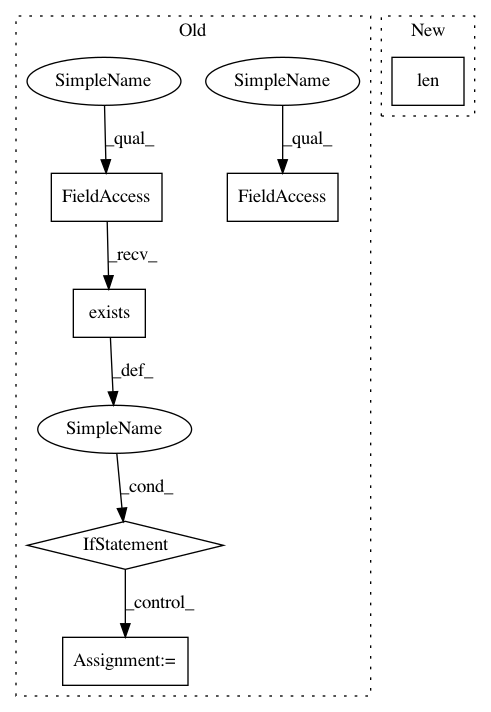 Old
New
SimpleName
SimpleName
len
_qual_
_qual_
FieldAccess
FieldAccess
_recv_
exists
_def_
SimpleName
_cond_
IfStatement
_control_
Assignment:=